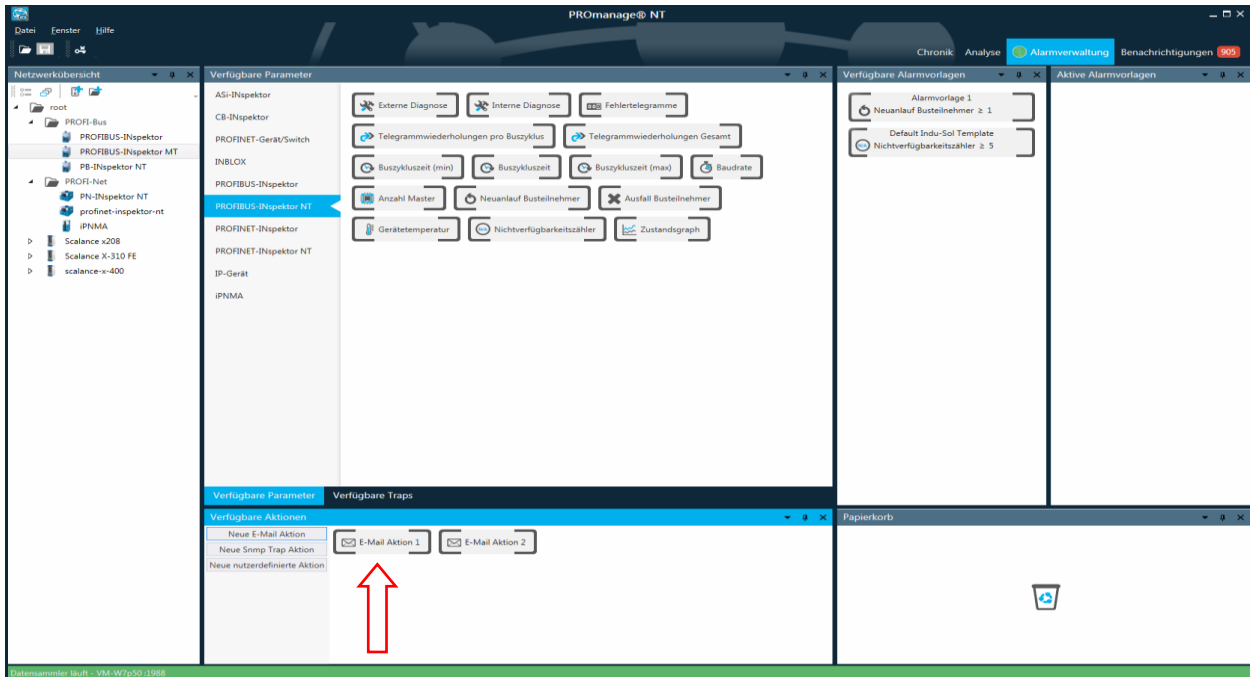 PROmanage® NT
Datei Fenster Hilfe
Chronik Analyse Alarmverwaltung Benachrichtigungen 905
Netzwerkübersicht
root
PROFI-Bus
PROFIBUS-INspektor
PROFIBUS-INspektor MT
PB-INspektor NT
PROFI-Net
PN-INspektor NT
profinet-inspektor-nt
iPNMA
Scalance x208
Scalance X-310 FE
scalance-x-400
Verfügbare Parameter
ASi-INspektor
CB-INspektor
PROFINET-Gerät/Switch
INBLOX
PROFIBUS-INspektor
PROFIBUS-INspektor NT
PROFINET-INspektor
PROFINET-INspektor NT
IP-Gerät
iPNMA
Externe Diagnose Interne Diagnose Fehlertelegramme
Telegrammwiederholungen pro Buszyklus Telegrammwiederholungen Gesamt
Buszykluszeit (min) Buszykluszeit Buszykluszeit (max) Baudrate
Anzahl Master Neuanlauf Busteilnehmer Ausfall Busteilnehmer
Gerätetemperatur Nichtverfügbarkeitszähler Zustandsgraph
Verfügbare Parameter Verfügbare Traps
Verfügbare Alarmvorlagen
Alarmvorlage 1
Neuanlauf Busteilnehmer ≥ 1
Default Indu-Sol Template
Nichtverfügbarkeitszähler ≥ 5
Aktive Alarmvorlagen
Verfügbare Aktionen
Neue E-Mail Aktion
Neue Snmp Trap Aktion
Neue nutzerdefinierte Aktion
E-Mail Aktion 1 E-Mail Aktion 2
Papierkorb
Datensammler läuft - VM-W7p50 :1988